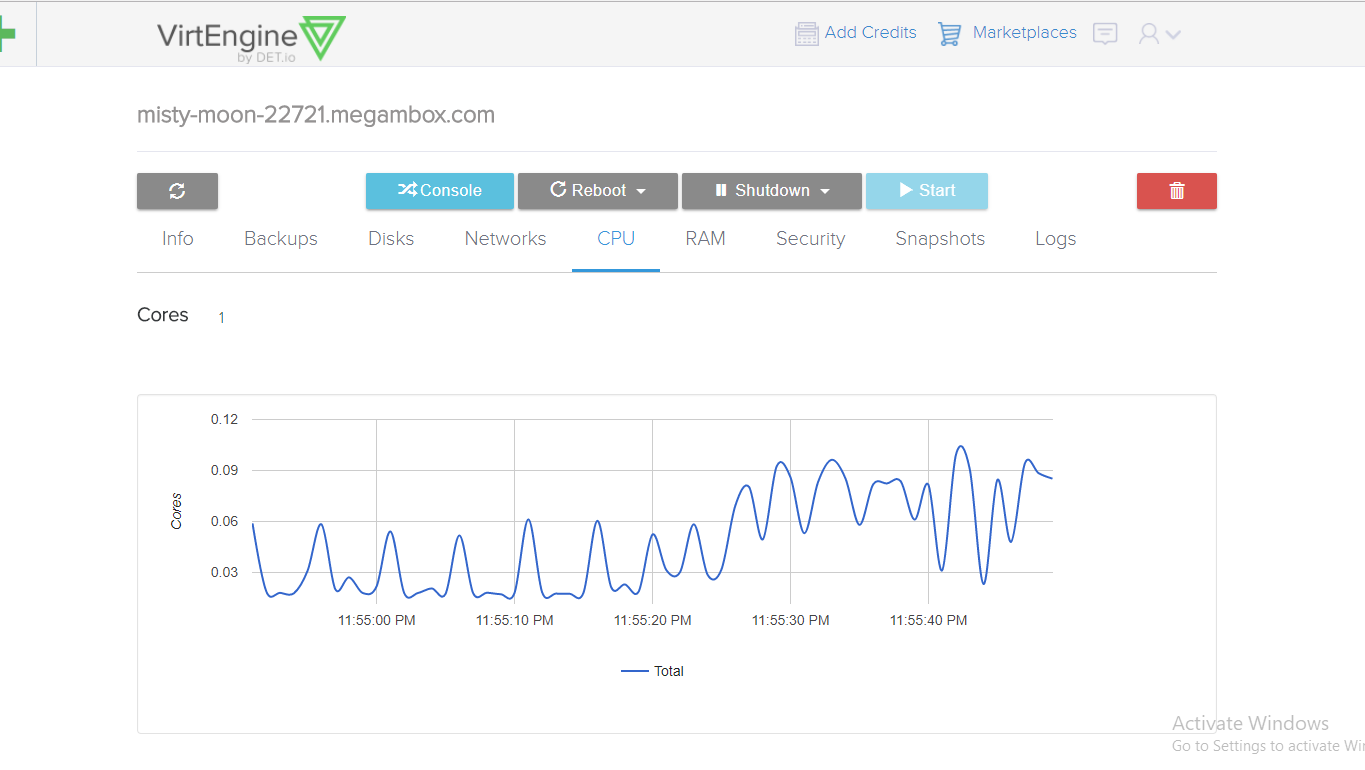 VirtEngine
by DET.io
Add Credits
Marketplaces
misty-moon-22721.megambox.com
Console
Reboot
Shutdown
Start
Info
Backups
Disks
Networks
CPU
RAM
Security
Snapshots
Logs
Cores 1
0.12
0.09
0.06
0.03
Cores
11:55:00 PM
11:55:10 PM
11:55:20 PM
11:55:30 PM
11:55:40 PM
Total
Activate Windows
Go to Settings to activate Wi